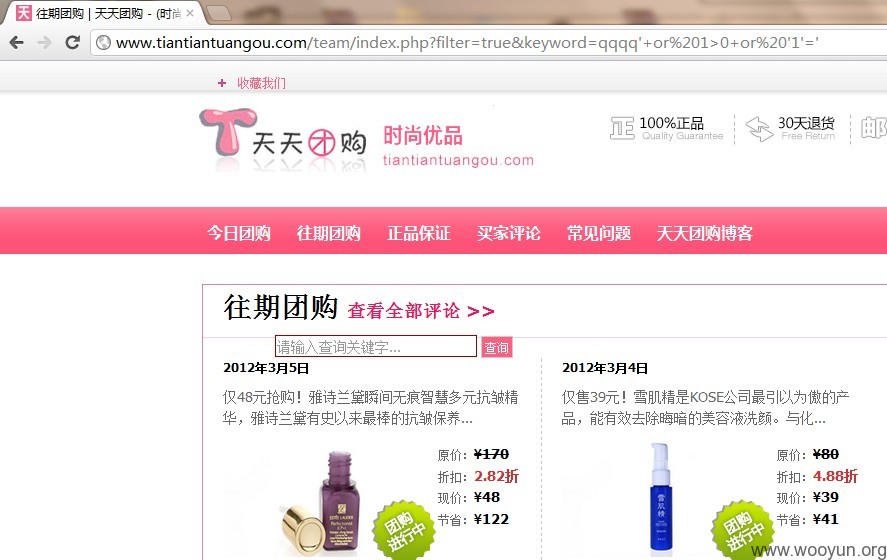 往期团购 | 天天团购 - (时尚
www.tiantiantuangou.com/team/index.php?filter=true&keyword=qqqq'+or%201>0+or%20'1'='
+ 收藏我们
天天团购 时尚优品
tiantiantuangou.com
正 100%正品 30天退货 邮
Quality Guarantee Free Return
今日团购 往期团购 正品保证 买家评论 常见问题 天天团购博客
往期团购 查看全部评论 >>
请输入查询关键字... 查询
2012年3月5日 2012年3月4日
仅48元抢购！雅诗兰黛瞬间无痕智慧多元抗皱精 仅售39元！雪肌精是KOSE公司最引以为傲的产
华，雅诗兰黛有史以来最棒的抗皱保养... 品，能有效去除晦暗的美容液洗颜。与化...
原价：¥170 原价：¥80
折扣：2.82折 折扣：4.88折
现价：¥48 现价：¥39
节省：¥122 节省：¥41
团购 雪肌精 团购
进行中 进行中
www.wooyun.org